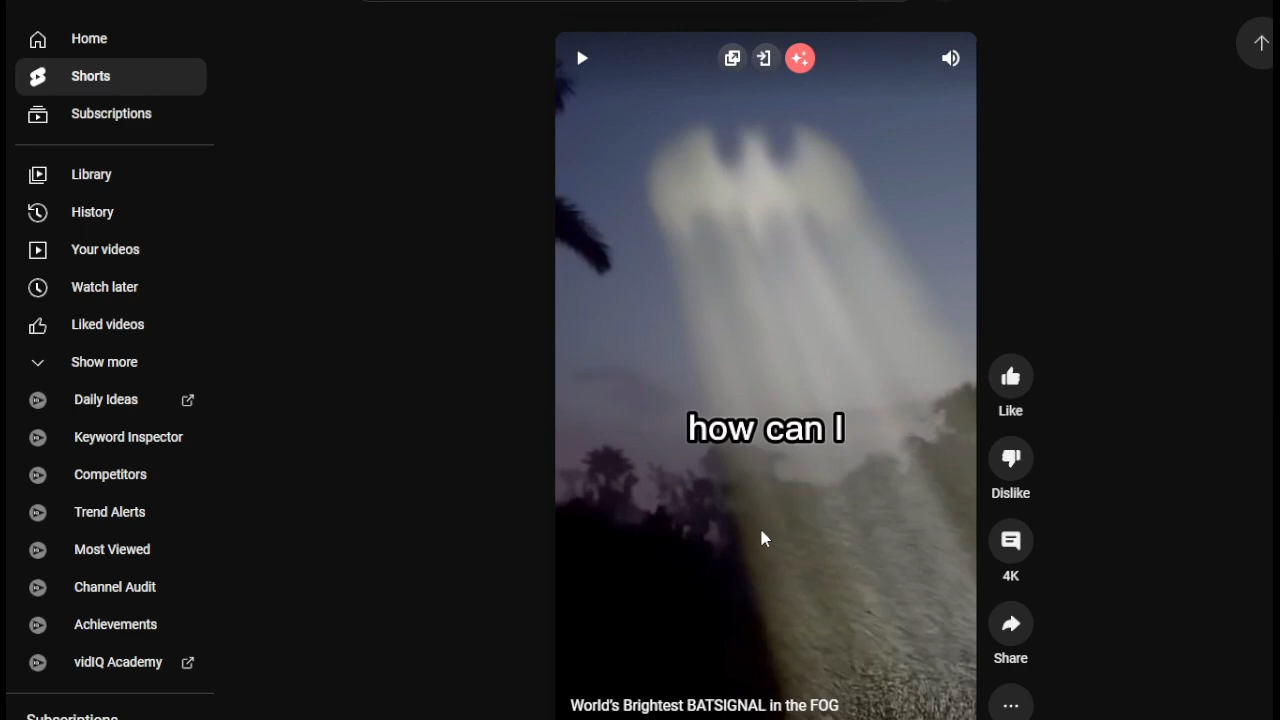 Home
Shorts
Subscriptions
Library
History
Your videos
Watch later
Liked videos
Show more
Daily Ideas
Keyword Inspector
Competitors
Trend Alerts
Most Viewed
Channel Audit
Achievements
vidIQ Academy
Subscriptions
how can I
World's Brightest BATSIGNAL in the FOG
Like
Dislike
4K
Share